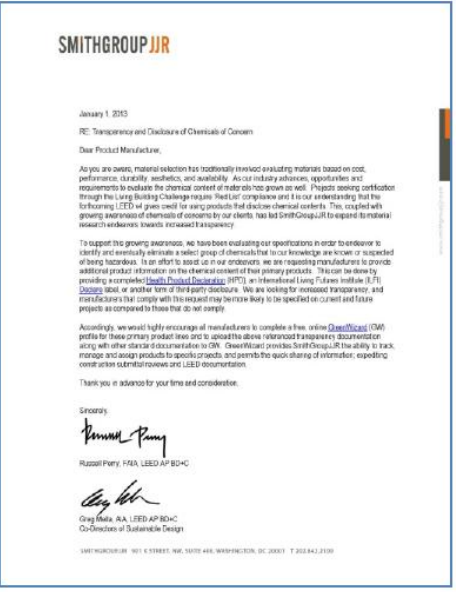 SMITHGROUPJJR
January 1, 2013
RE: Transparency and Disclosure of Chemicals of Concern
Dear Product Manufacturer,
As you are aware, material selection has traditionally involved evaluating materials based on cost,
performance, durability, aesthetics, and availability. As our industry advances, opportunities and
requirements to evaluate the chemical content of materials has grown as well. Projects seeking certification
through the Living Building Challenge require 'Red List' compliance and it is our understanding that the
forthcoming LEED v4 gives credit for using products that disclose chemical contents. This, coupled with
growing awareness of chemicals of concerns by our clients, has led SmithGroupJJR to expand its material
research endeavors towards increased transparency.
To support this growing awareness, we have been evaluating our specifications in order to endeavor to
identify and eventually eliminate a select group of chemicals that to our knowledge are known or suspected
of being hazardous. In an effort to assist us in our endeavors, we are requesting manufacturers to provide
additional product information on the chemical content of their primary products. This can be done by
providing a completed Health Product Declaration (HPD), an International Living Futures Institute (ILFI)
Declare label, or another form of third-party disclosure. We are looking for increased transparency, and
manufacturers that comply with this request may be more likely to be specified on current and future
projects as compared to those that do not comply.
Accordingly, we would highly encourage all manufacturers to complete a free, online GreenWizard (GW)
profile for these primary product lines and to upload the above referenced transparency documentation
along with other standard documentation to GW. GreenWizard provides SmithGroupJJR the ability to track,
manage and assign products to specific projects, and permits the quick sharing of information; expediting
construction submittal reviews and LEED documentation.
Thank you in advance for your time and consideration.
Sincerely,
Russell Perry, FAIA, LEED AP BD+C
Greg Mella, AIA, LEED AP BD+C
Co-Directors of Sustainable Design
SMITHGROUPJJR 901 K STREET, NW, SUITE 400, WASHINGTON, DC 20001 T 202.842.2100